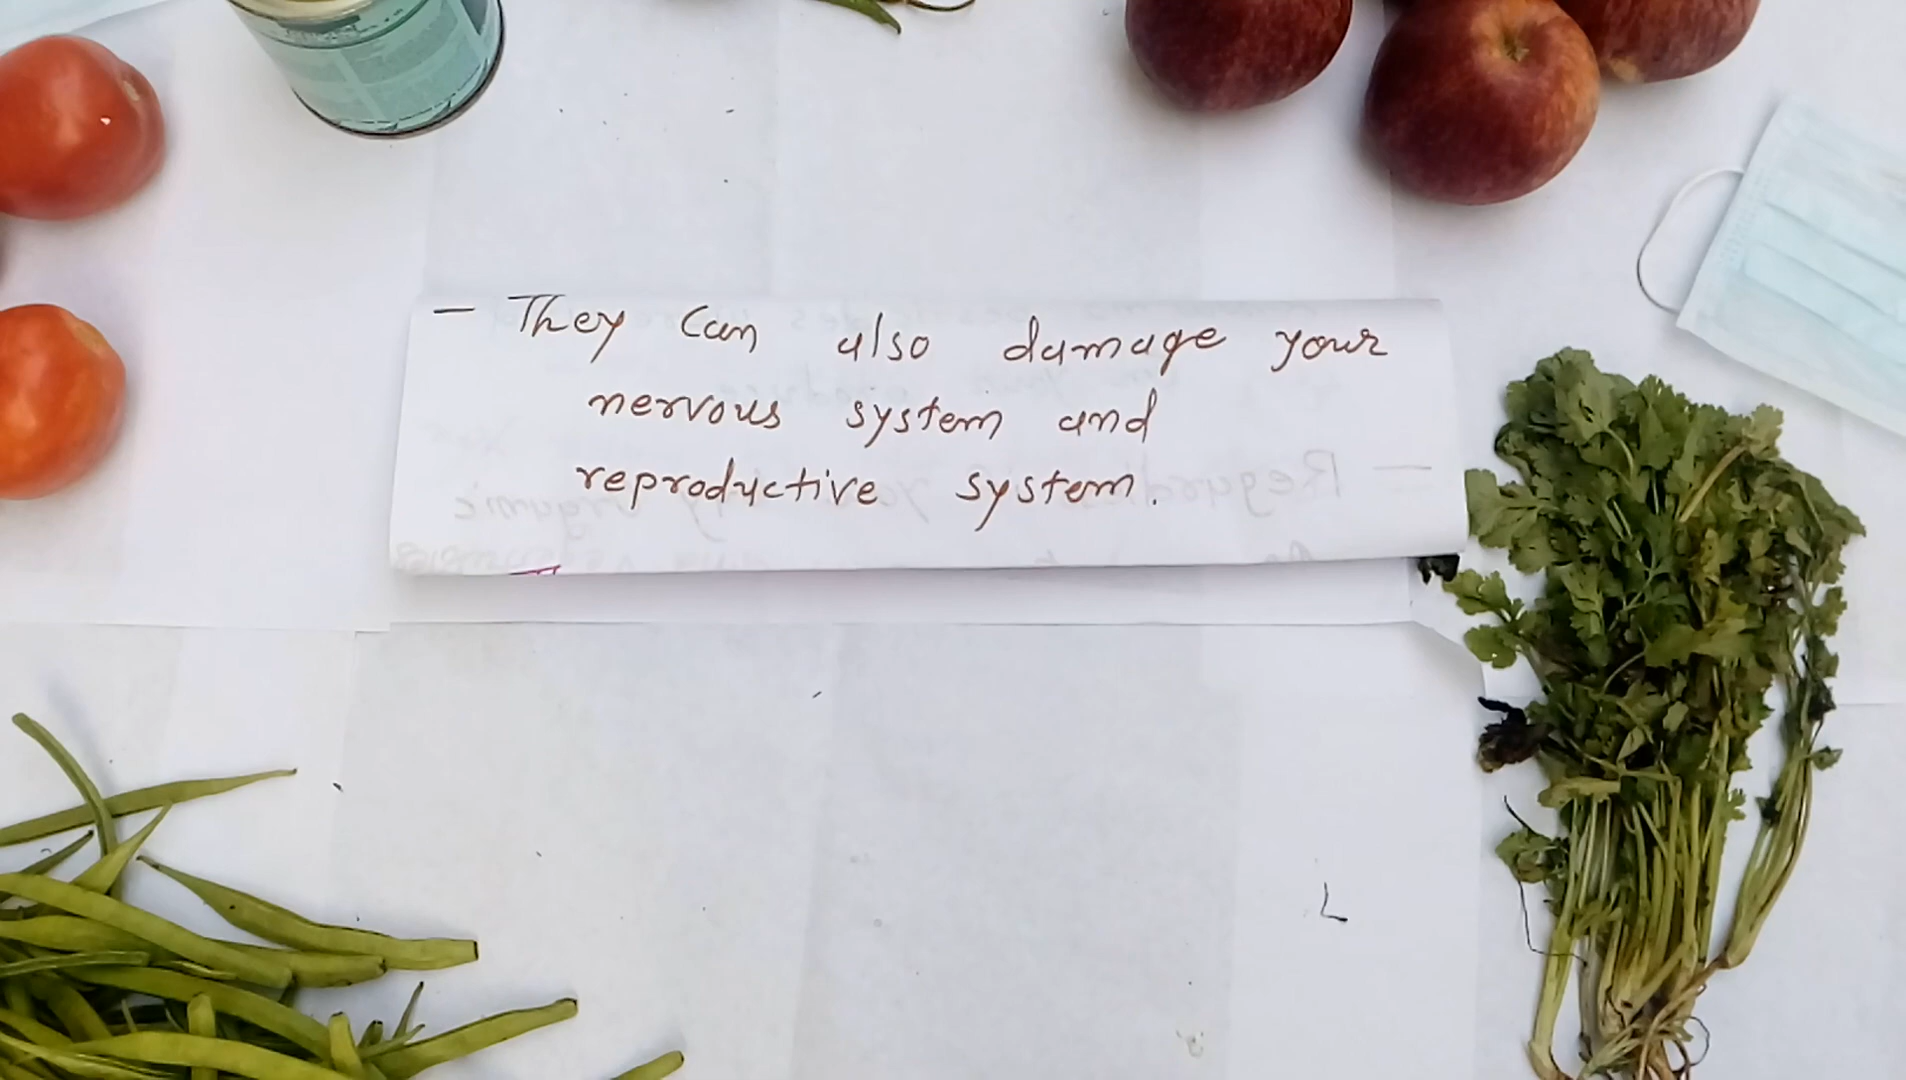 – They can also damage your
nervous system and
reproductive system.